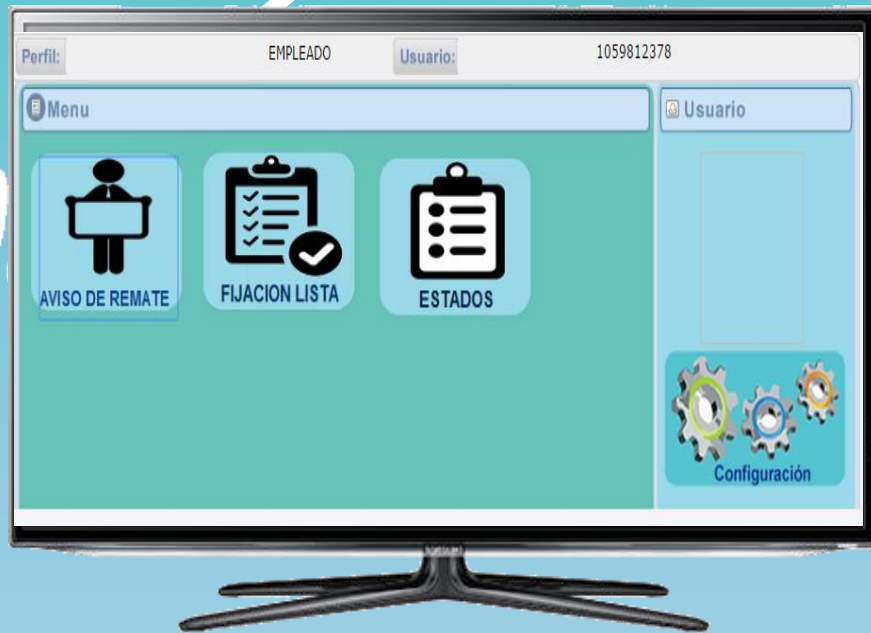 Perfil: EMPLEADO Usuario: 1059812378
Menu
Usuario
AVISO DE REMATE
FIJACION LISTA
ESTADOS
Configuración